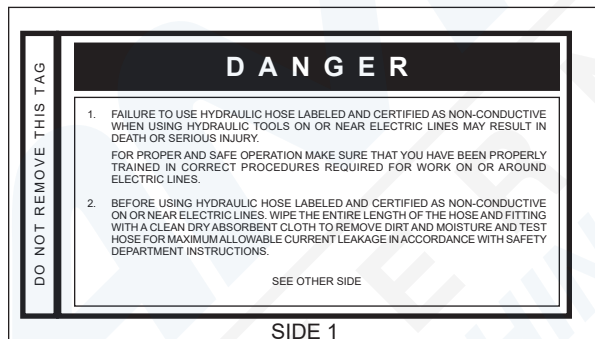 DO NOT REMOVE THIS TAG
DANGER
1. FAILURE TO USE HYDRAULIC HOSE LABELED AND CERTIFIED AS NON-CONDUCTIVE
WHEN USING HYDRAULIC TOOLS ON OR NEAR ELECTRIC LINES MAY RESULT IN
DEATH OR SERIOUS INJURY.
FOR PROPER AND SAFE OPERATION MAKE SURE THAT YOU HAVE BEEN PROPERLY
TRAINED IN CORRECT PROCEDURES REQUIRED FOR WORK ON OR AROUND
ELECTRIC LINES.
2. BEFORE USING HYDRAULIC HOSE LABELED AND CERTIFIED AS NON-CONDUCTIVE
ON OR NEAR ELECTRIC LINES. WIPE THE ENTIRE LENGTH OF THE HOSE AND FITTING
WITH A CLEAN DRY ABSORBENT CLOTH TO REMOVE DIRT AND MOISTURE AND TEST
HOSE FOR MAXIMUM ALLOWABLE CURRENT LEAKAGE IN ACCORDANCE WITH SAFETY
DEPARTMENT INSTRUCTIONS.
SEE OTHER SIDE
SIDE 1